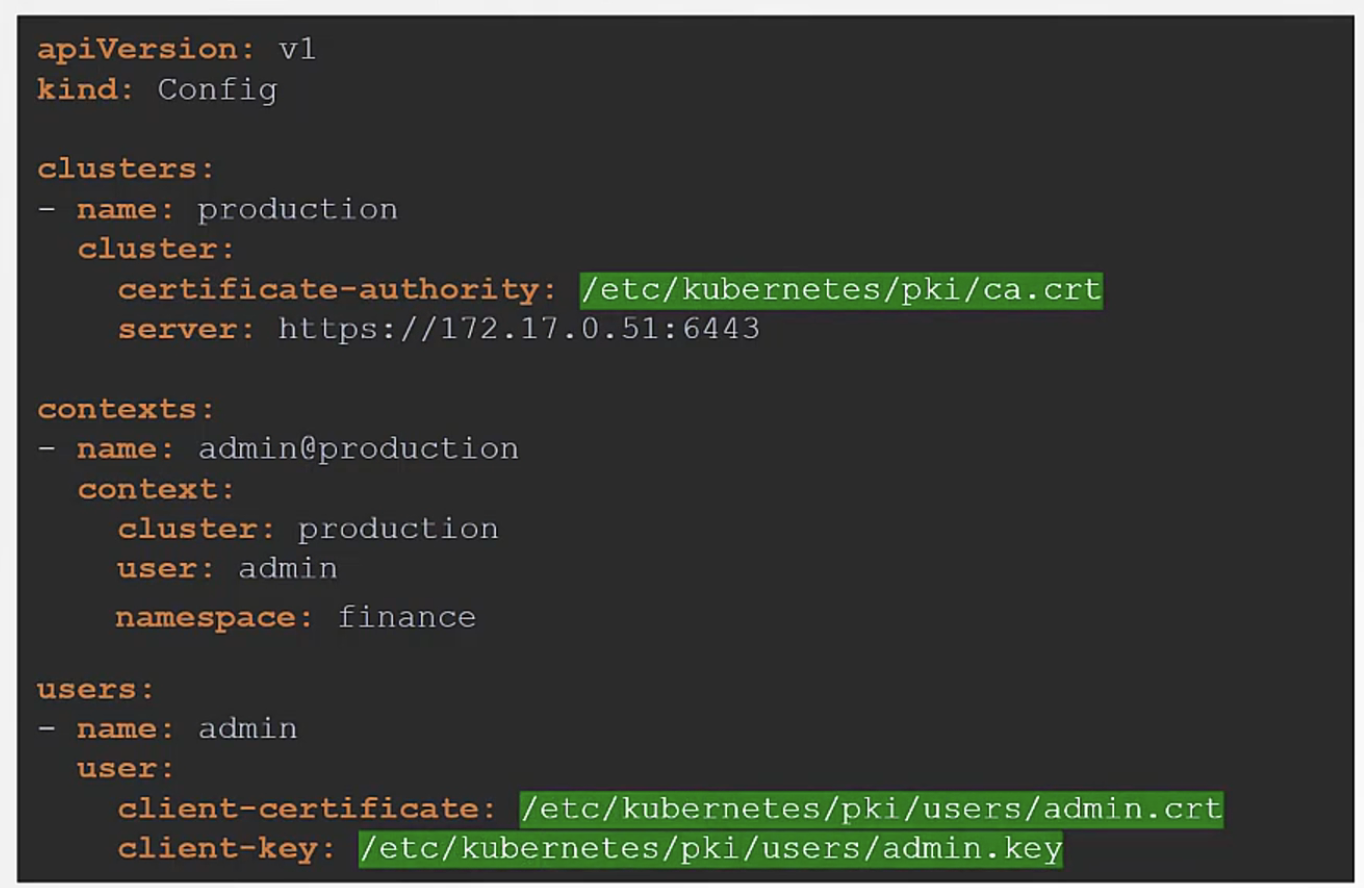 apiVersion: v1
kind: Config
clusters:
- name: production
  cluster:
    certificate-authority: /etc/kubernetes/pki/ca.crt
    server: https://172.17.0.51:6443
contexts:
- name: admin@production
  context:
    cluster: production
    user: admin
    namespace: finance
users:
- name: admin
  user:
    client-certificate: /etc/kubernetes/pki/users/admin.crt
    client-key: /etc/kubernetes/pki/users/admin.key